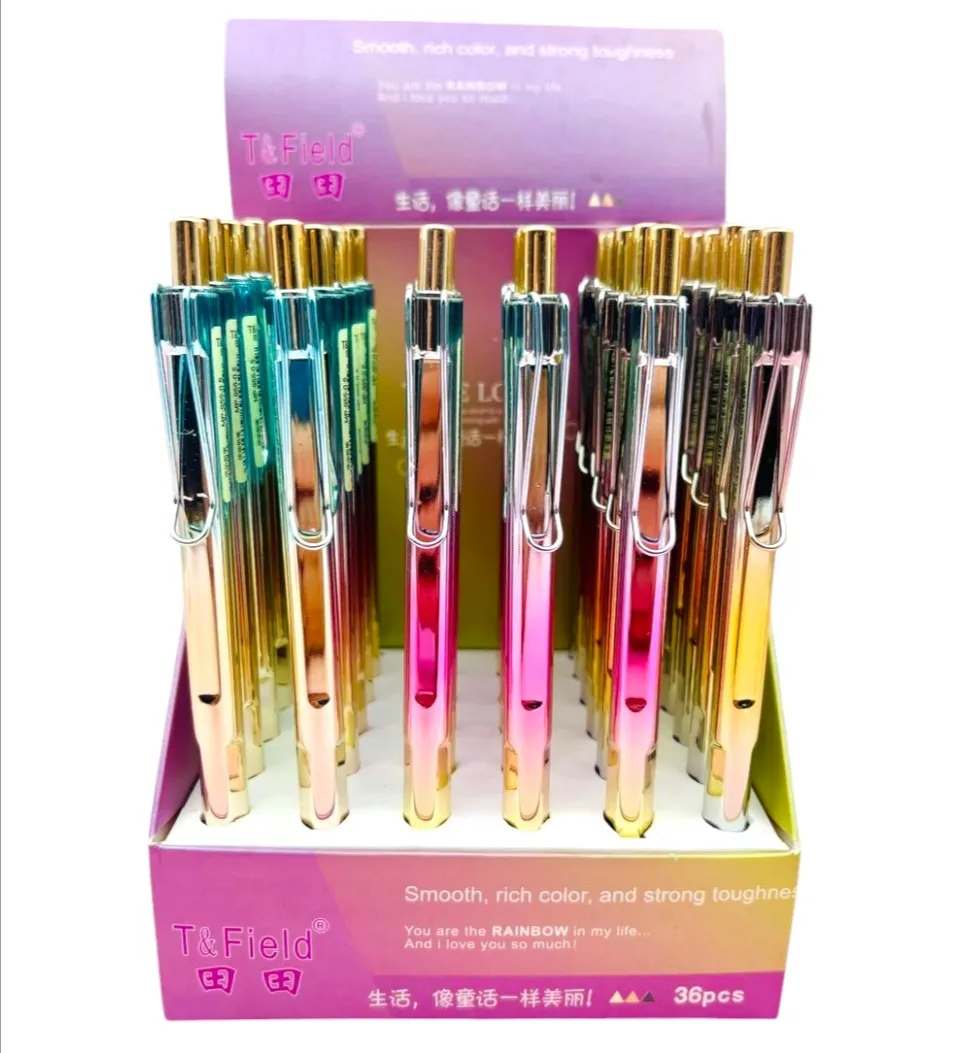 Smooth, rich color, and strong toughness
You are the RAINBOW in my life
And i love you so much!
T&Field®
田 田
生活，像童话一样美丽！
Smooth, rich color, and strong toughnes
You are the RAINBOW in my life...
And i love you so much!
T&Field®
田 田
生活，像童话一样美丽！
36pcs